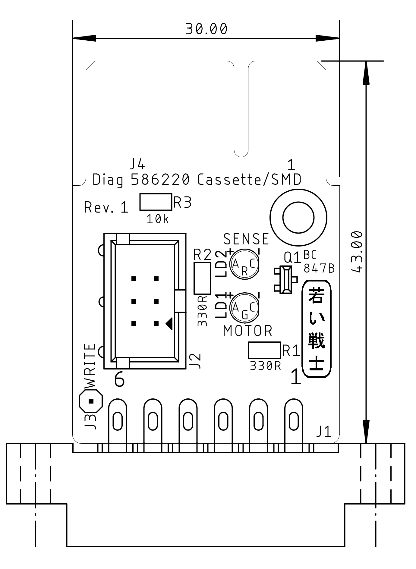 30.00
J4
1
Diag 586220 Cassette/SMD
Rev. 1
R3
10k
43.00
SENSE
R2
LD2
+
-
A R C
Q1
BC
847B
330R
LD1
+
-
A G C
MOTOR
若い戦士
WRITE
J2
R1
330R
6
1
J3
J1